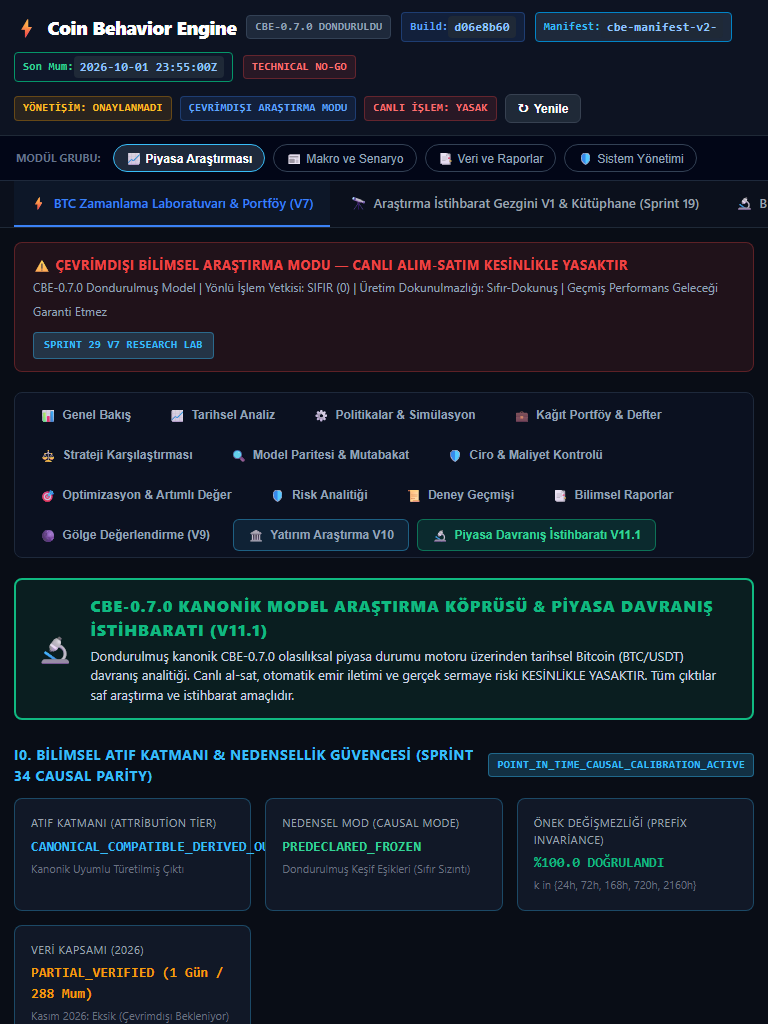 Coin Behavior Engine
CBE-0.7.0 DONDURULDU
Build: d06e8b60
Manifest: cbe-manifest-v2-
Son Mum: 2026-10-01 23:55:00Z
TECHNICAL NO-GO
YÖNETİŞİM: ONAYLANMADI
ÇEVRİMDIŞI ARAŞTIRMA MODU
CANLI İŞLEM: YASAK
↻ Yenile
MODÜL GRUBU:
Piyasa Araştırması
Makro ve Senaryo
Veri ve Raporlar
Sistem Yönetimi
BTC Zamanlama Laboratuvarı & Portföy (V7)
Araştırma İstihbarat Gezgini V1 & Kütüphane (Sprint 19)
B
ÇEVRİMDIŞI BİLİMSEL ARAŞTIRMA MODU — CANLI ALIM-SATIM KESİNLİKLE YASAKTIR
CBE-0.7.0 Dondurulmuş Model | Yönlü İşlem Yetkisi: SIFIR (0) | Üretim Dokunulmazlığı: Sıfır-Dokunuş | Geçmiş Performans Geleceği
Garanti Etmez
SPRINT 29 V7 RESEARCH LAB
Genel Bakış
Tarihsel Analiz
Politikalar & Simülasyon
Kağıt Portföy & Defter
Strateji Karşılaştırması
Model Paritesi & Mutabakat
Ciro & Maliyet Kontrolü
Optimizasyon & Artımlı Değer
Risk Analitiği
Deney Geçmişi
Bilimsel Raporlar
Gölge Değerlendirme (V9)
Yatırım Araştırma V10
Piyasa Davranış İstihbaratı V11.1
CBE-0.7.0 KANONİK MODEL ARAŞTIRMA KÖPRÜSÜ & PİYASA DAVRANIŞ
İSTİHBARATI (V11.1)
Dondurulmuş kanonik CBE-0.7.0 olasılıksal piyasa durumu motoru üzerinden tarihsel Bitcoin (BTC/USDT)
davranış analitiği. Canlı al-sat, otomatik emir iletimi ve gerçek sermaye riski KESİNLİKLE YASAKTIR. Tüm çıktılar
saf araştırma ve istihbarat amaçlıdır.
I0. BİLİMSEL ATIF KATMANI & NEDENSELLİK GÜVENCESİ (SPRINT
34 CAUSAL PARITY)
POINT_IN_TIME_CAUSAL_CALIBRATION_ACTIVE
ATIF KATMANI (ATTRİBUTİON TİER)
CANONICAL_COMPATIBLE_DERIVED_OU
Kanonik Uyumlu Türetilmiş Çıktı
NEDENSEL MOD (CAUSAL MODE)
PREDECLARED_FROZEN
Dondurulmuş Keşif Eşikleri (Sıfır Sızıntı)
ÖNEK DEĞİŞMEZLİĞİ (PREFIX
INVARIANCE)
%100.0 DOĞRULANDI
k in {24h, 72h, 168h, 720h, 2160h}
VERİ KAPSAMI (2026)
PARTIAL_VERIFIED (1 Gün /
288 Mum)
Kasım 2026: Eksik (Çevrimdışı Bekleniyor)